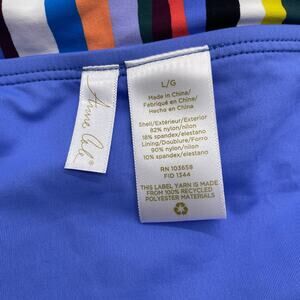 Anne Cole
L/G
Made in China/
Fabriqué en Chine/
Hecho en China
Shell/Extérieur/Exterior
82% nylon/nilon
18% spandex/elastano
Lining/Doublure/Forro
90% nylon/nilon
10% spandex/elastano
RN 103658
FID 1344
THIS LABEL YARN IS MADE
FROM 100% RECYCLED
POLYESTER MATERIALS